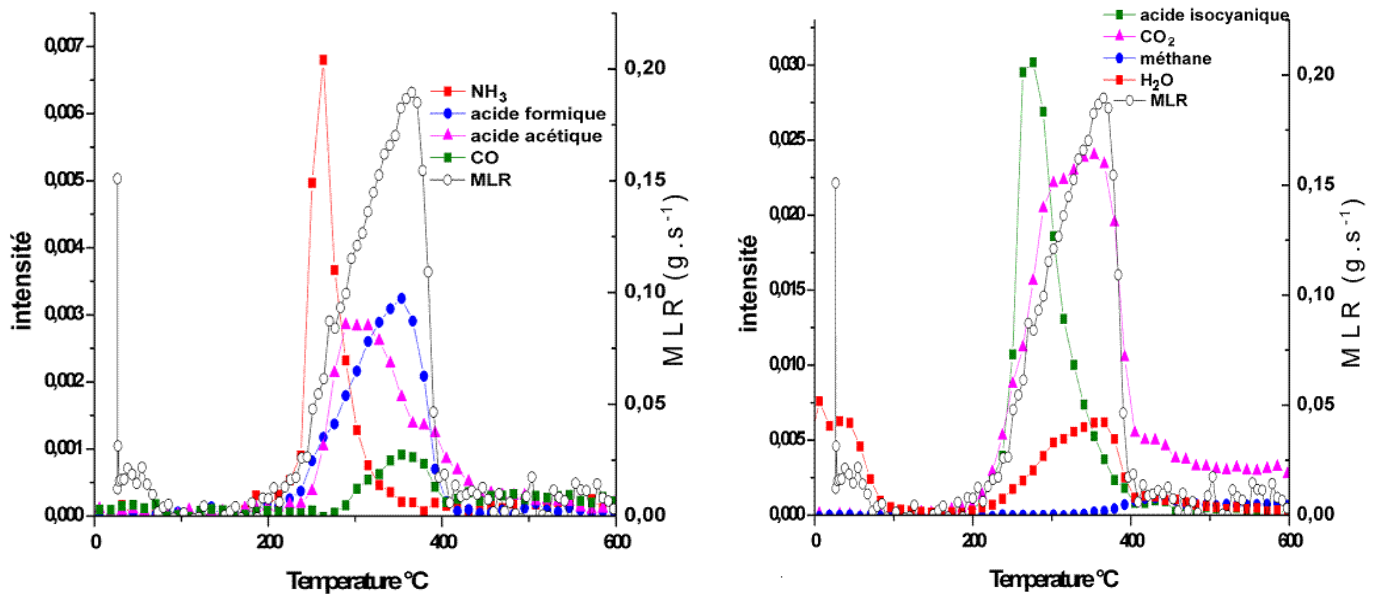 0,007
0,006
0,005
0,004
0,003
0,002
0,001
0,000
intensité
NH3
acide formique
acide acétique
CO
MLR
0,20
0,15
0,10
0,05
0,00
MLR (g.s-1)
0
200
400
600
Temperature °C
0,030
0,025
0,020
0,015
0,010
0,005
0,000
intensité
acide isocyanique
CO2
méthane
H2O
MLR
0,20
0,15
0,10
0,05
0,00
MLR (g.s-1)
0
200
400
600
Temperature °C